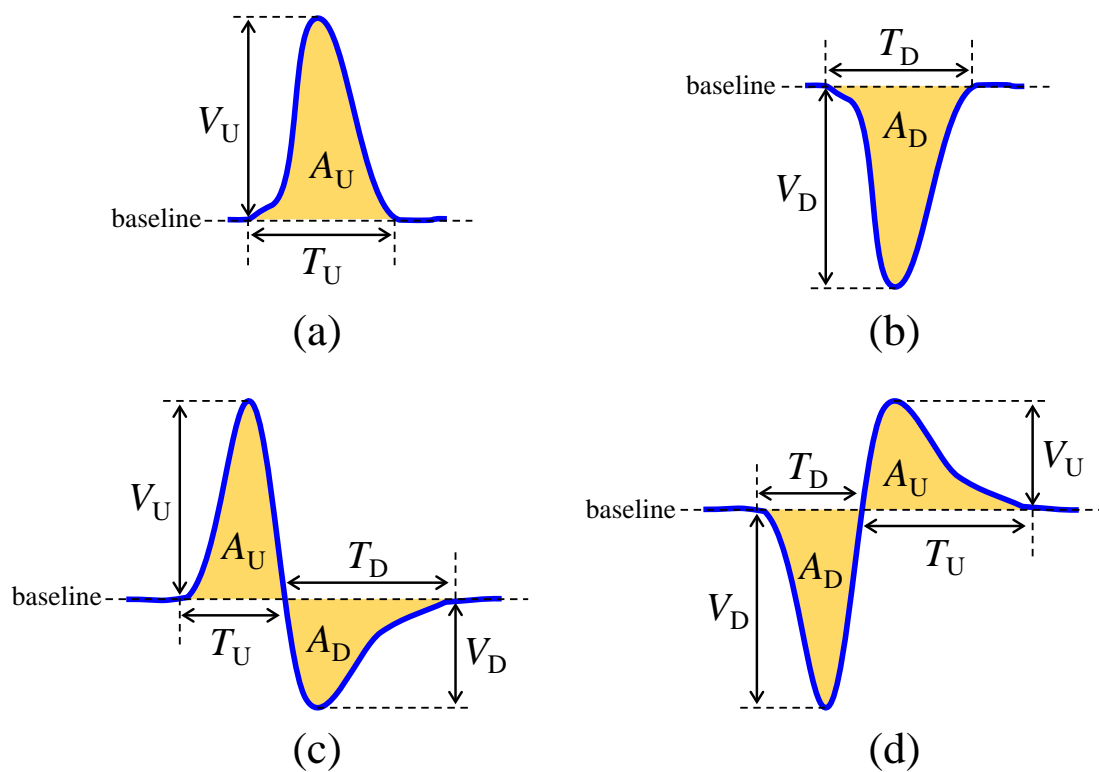 V_U
A_U
baseline
T_U
(a)
T_D
baseline
A_D
V_D
(b)
V_U
A_U
T_D
baseline
T_U
A_D
V_D
(c)
T_D
A_U
V_U
baseline
T_U
A_D
V_D
(d)